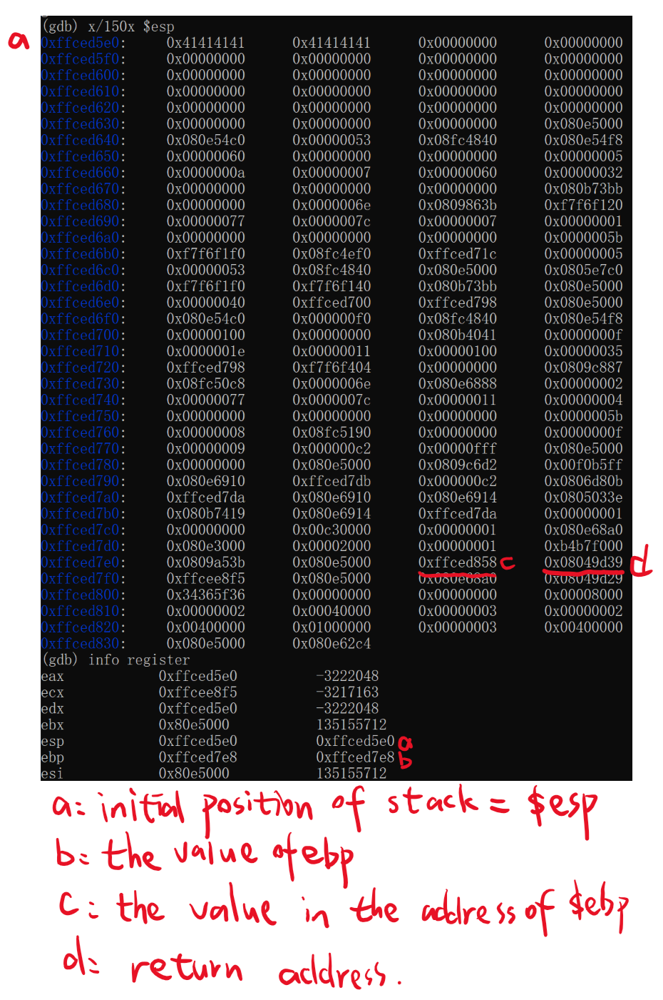 (gdb) x/150x $esp
a 0xffced5e0: 0x41414141 0x41414141 0x00000000 0x00000000
0xffced5f0: 0x00000000 0x00000000 0x00000000 0x00000000
0xffced600: 0x00000000 0x00000000 0x00000000 0x00000000
0xffced610: 0x00000000 0x00000000 0x00000000 0x00000000
0xffced620: 0x00000000 0x00000000 0x00000000 0x00000000
0xffced630: 0x00000000 0x00000000 0x00000000 0x080e5000
0xffced640: 0x080e54c0 0x00000053 0x08fc4840 0x080e54f8
0xffced650: 0x00000060 0x00000000 0x00000000 0x00000005
0xffced660: 0x0000000a 0x00000007 0x00000060 0x00000032
0xffced670: 0x00000000 0x00000000 0x00000000 0x080b73bb
0xffced680: 0x00000000 0x0000006e 0x0809863b 0xf7f6f120
0xffced690: 0x00000077 0x0000007c 0x00000007 0x00000001
0xffced6a0: 0x00000000 0x00000000 0x00000000 0x0000005b
0xffced6b0: 0xf7f6f1f0 0x08fc4ef0 0xffced71c 0x00000005
0xffced6c0: 0x00000053 0x08fc4840 0x080e5000 0x0805e7c0
0xffced6d0: 0xf7f6f1f0 0xf7f6f140 0x080b73bb 0x080e5000
0xffced6e0: 0x00000040 0xffced700 0xffced798 0x080e5000
0xffced6f0: 0x080e54c0 0x000000f0 0x08fc4840 0x080e54f8
0xffced700: 0x00000100 0x00000000 0x080b4041 0x0000000f
0xffced710: 0x0000001e 0x00000011 0x00000100 0x00000035
0xffced720: 0xffced798 0xf7f6f404 0x00000000 0x0809c887
0xffced730: 0x08fc50c8 0x0000006e 0x080e6888 0x00000002
0xffced740: 0x00000077 0x0000007c 0x00000011 0x00000004
0xffced750: 0x00000000 0x00000000 0x00000000 0x0000005b
0xffced760: 0x00000008 0x08fc5190 0x00000000 0x0000000f
0xffced770: 0x00000009 0x000000c2 0x00000fff 0x080e5000
0xffced780: 0x00000000 0x080e5000 0x0809c6d2 0x00f0b5ff
0xffced790: 0x080e6910 0xffced7db 0x000000c2 0x0806d80b
0xffced7a0: 0xffced7da 0x080e6910 0x080e6914 0x0805033e
0xffced7b0: 0x080b7419 0x080e6914 0xffced7da 0x00000001
0xffced7c0: 0x00000000 0x00c30000 0x00000001 0x080e68a0
0xffced7d0: 0x080e3000 0x00002000 0x00000001 0xb4b7f000
0xffced7e0: 0x0809a53b 0x080e5000 0xffced858 c 0x08049d39 d
0xffced7f0: 0xffcee8f5 0x080e5000 0x080e68a0 0x08049d29
0xffced800: 0x34365f36 0x00000000 0x00000000 0x00008000
0xffced810: 0x00000002 0x00040000 0x00000003 0x00000002
0xffced820: 0x00400000 0x01000000 0x00000003 0x00400000
0xffced830: 0x080e5000 0x080e62c4
(gdb) info register
eax 0xffced5e0 -3222048
ecx 0xffcee8f5 -3217163
edx 0xffced5e0 -3222048
ebx 0x80e5000 135155712
esp 0xffced5e0 0xffced5e0 a
ebp 0xffced7e8 0xffced7e8 b
esi 0x80e5000 135155712
a: initial position of stack = $esp
b: the value of ebp
c: the value in the address of $ebp
d: return address.